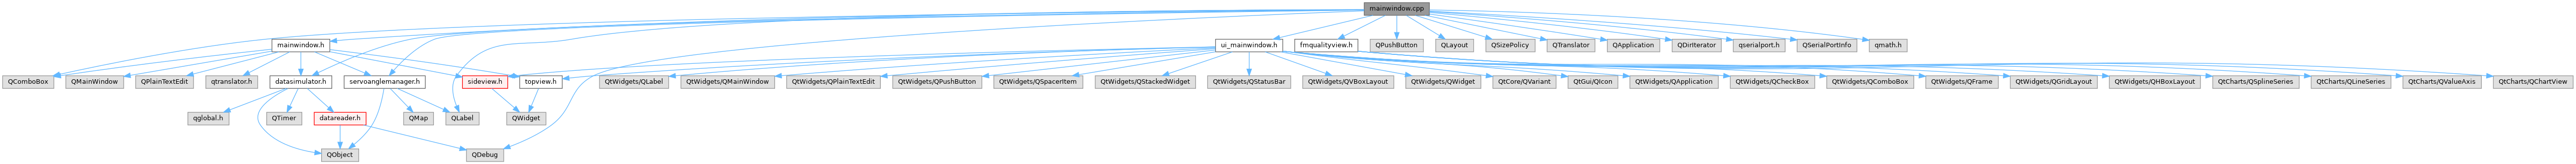 mainwindow.cpp
mainwindow.h
ui_mainwindow.h
fmqualityview.h
QPushButton
QLayout
QSizePolicy
QTranslator
QApplication
QDirIterator
qserialport.h
QSerialPortInfo
qmath.h
QComboBox
QMainWindow
QPlainTextEdit
qtranslator.h
datasimulator.h
servoanglemanager.h
sideview.h
topview.h
QtWidgets/QLabel
QtWidgets/QMainWindow
QtWidgets/QPlainTextEdit
QtWidgets/QPushButton
QtWidgets/QSpacerItem
QtWidgets/QStackedWidget
QtWidgets/QStatusBar
QtWidgets/QVBoxLayout
QtWidgets/QWidget
QtCore/QVariant
QtGui/QIcon
QtWidgets/QApplication
QtWidgets/QCheckBox
QtWidgets/QComboBox
QtWidgets/QFrame
QtWidgets/QGridLayout
QtWidgets/QHBoxLayout
QtCharts/QSplineSeries
QtCharts/QLineSeries
QtCharts/QValueAxis
QtCharts/QChartView
qglobal.h
QTimer
datareader.h
QMap
QLabel
QWidget
QObject
QDebug